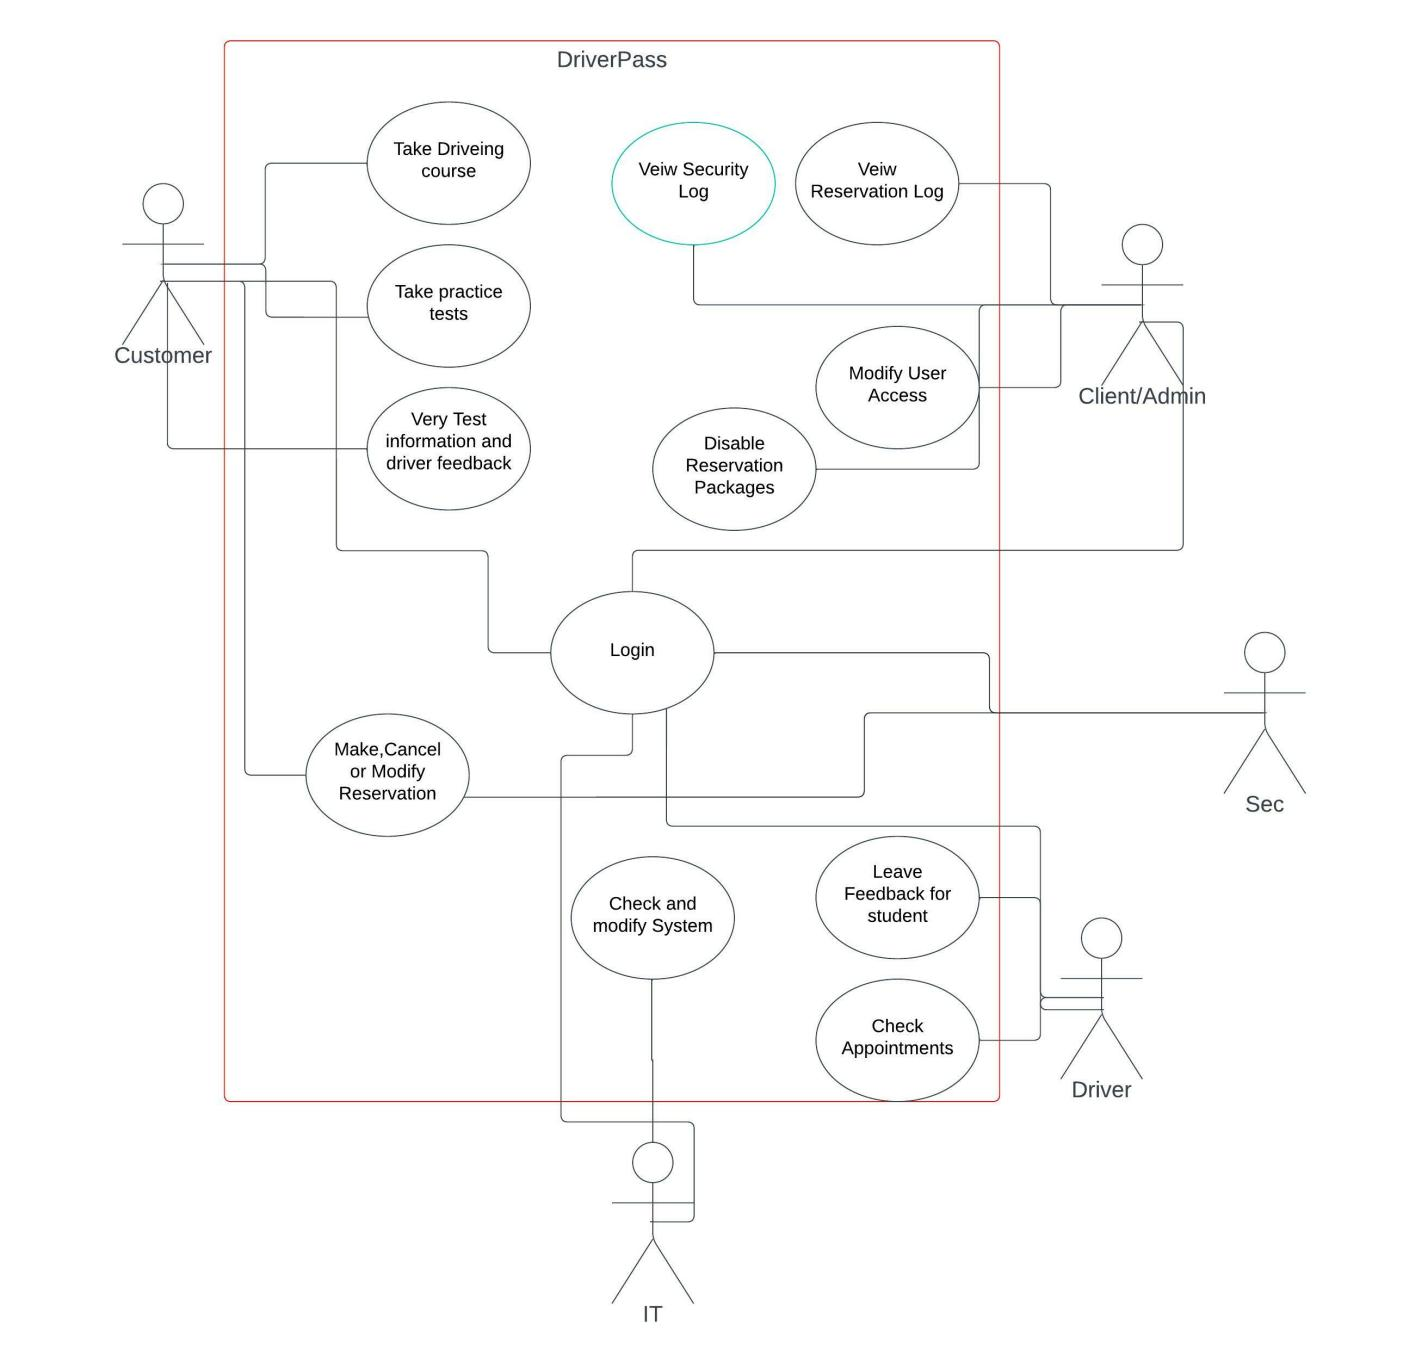 DriverPass
Take Driveing
course
Veiw Security
Log
Veiw
Reservation Log
Take practice
tests
Customer
Modify User
Access
Client/Admin
Very Test
information and
driver feedback
Disable
Reservation
Packages
Login
Make,Cancel
or Modify
Reservation
Sec
Leave
Feedback for
student
Check and
modify System
Check
Appointments
Driver
IT